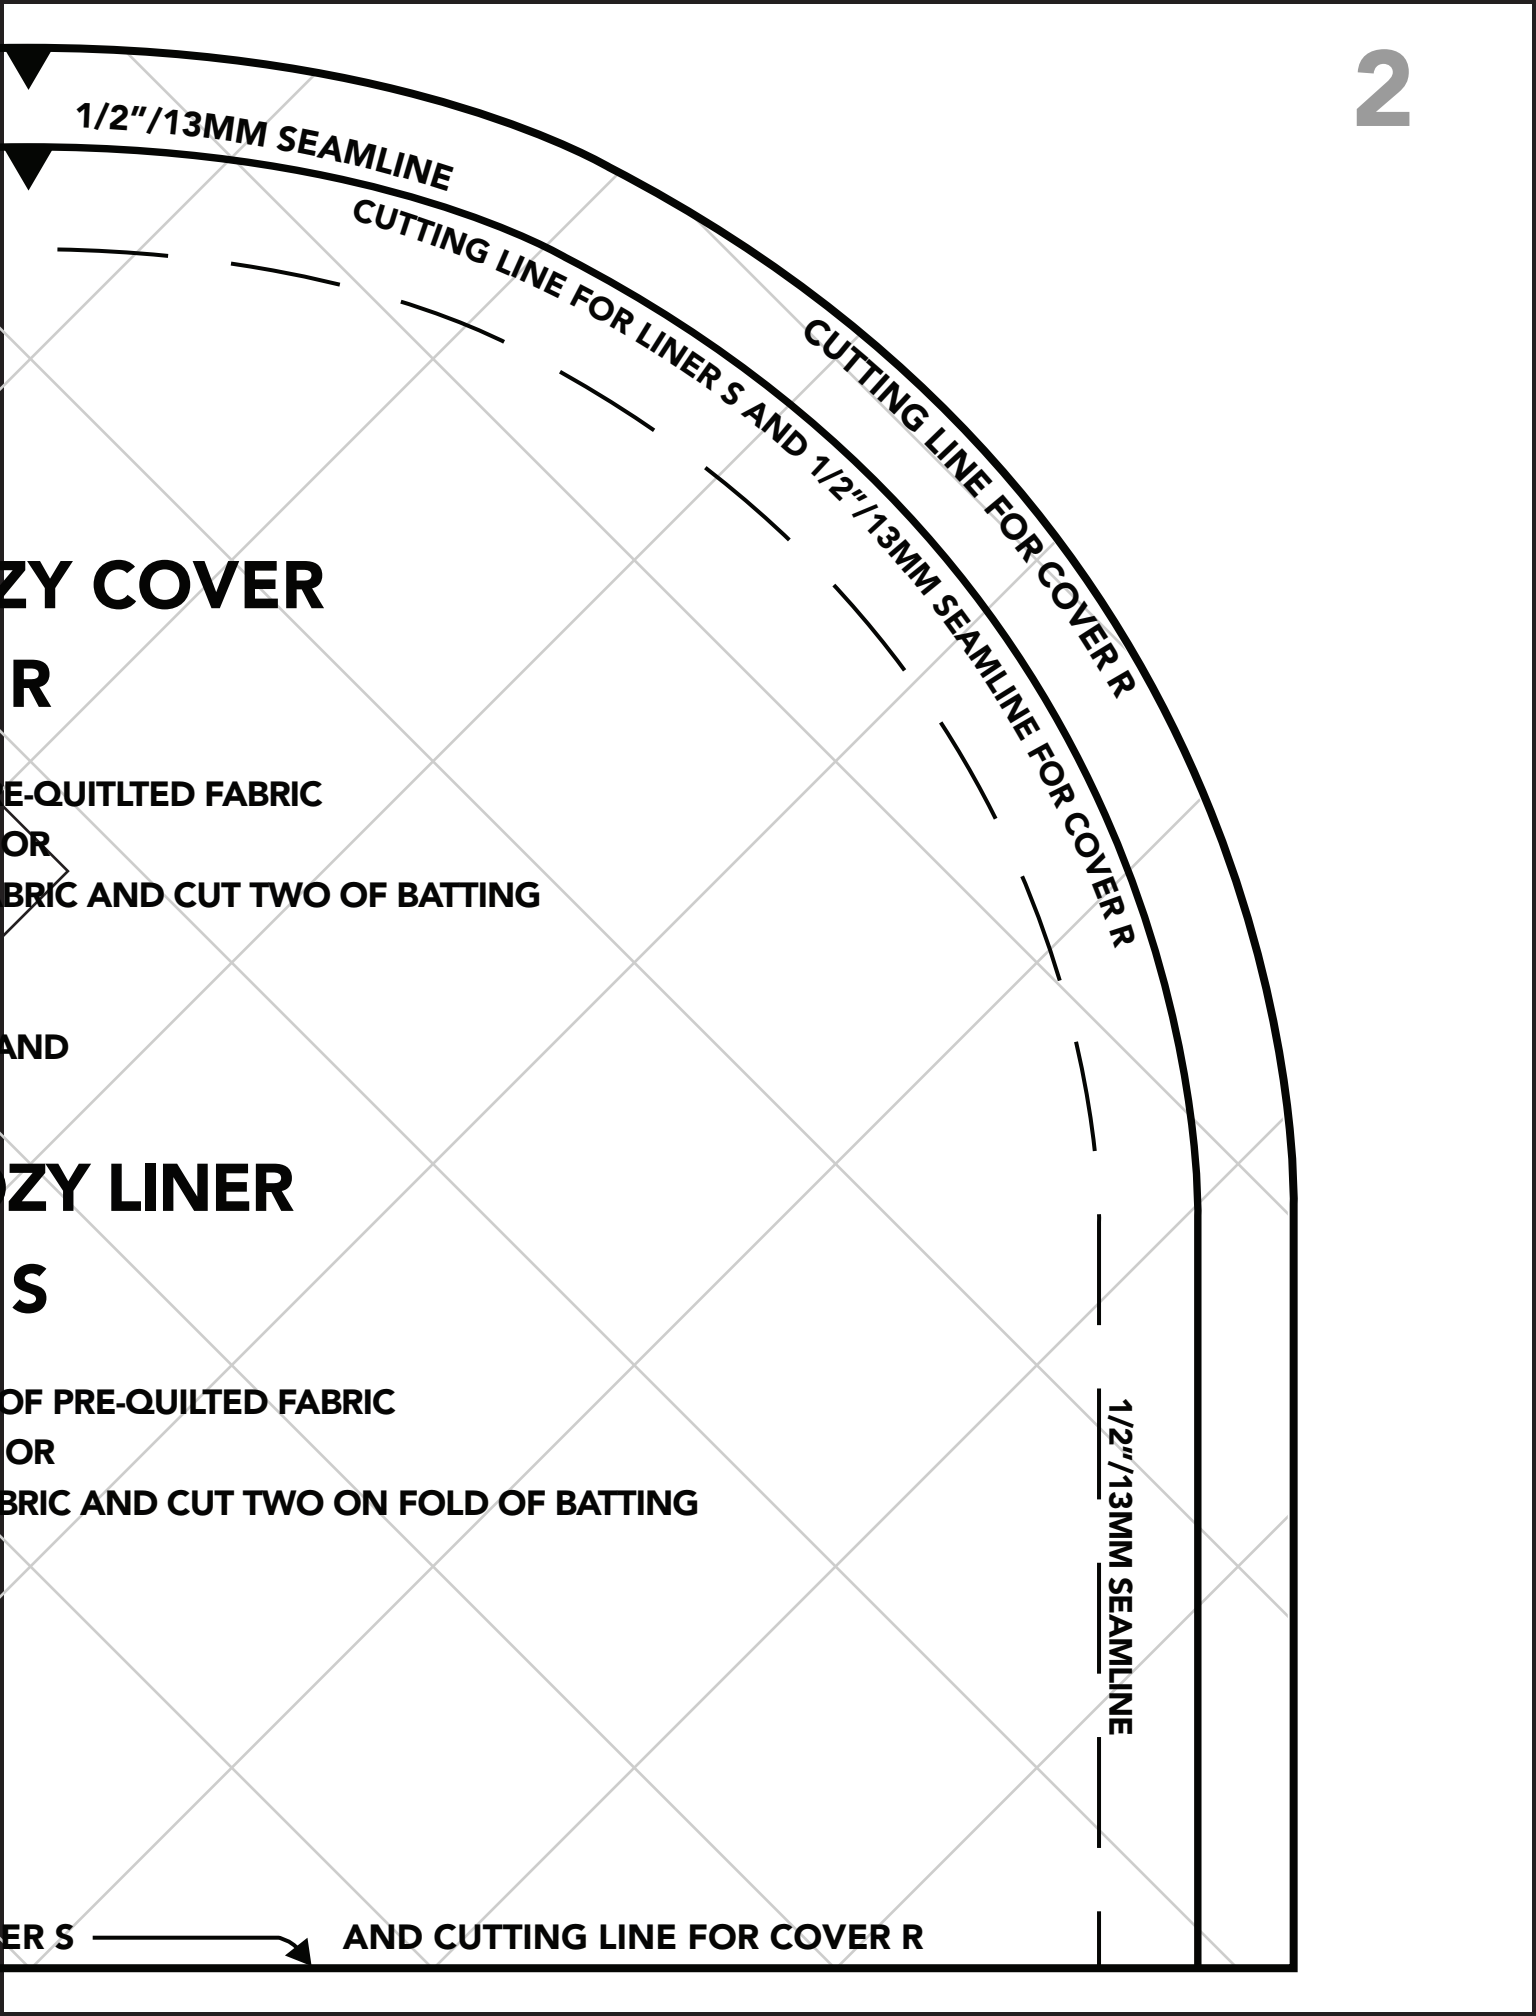 2
1/2”/13MM SEAMLINE
CUTTING LINE FOR LINER S AND 1/2”/13MM SEAMLINE FOR COVER R
CUTTING LINE FOR COVER R
ZY COVER
R
E-QUITLTED FABRIC
OR
BRIC AND CUT TWO OF BATTING
AND
OZY LINER
S
OF PRE-QUILTED FABRIC
OR
BRIC AND CUT TWO ON FOLD OF BATTING
1/2”/13MM SEAMLINE
ER S AND CUTTING LINE FOR COVER R